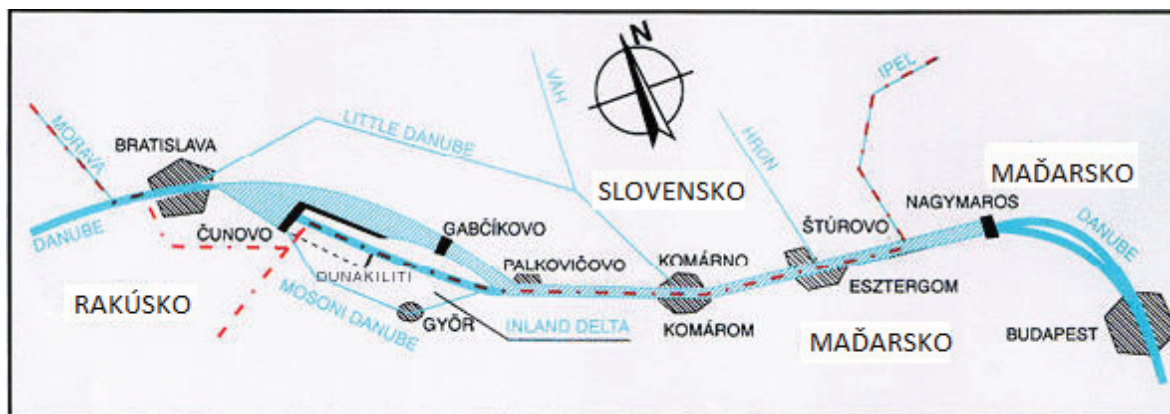 N
MORAVA
BRATISLAVA
LITTLE DANUBE
VÁH
IPEĽ
HRON
SLOVENSKO
MAĎARSKO
NAGYMAROS
DANUBE
DANUBE
ČUNOVO
GABČÍKOVO
ŠTÚROVO
DUNAKILITI
PALKOVIČOVO
KOMÁRNO
ESZTERGOM
RAKÚSKO
MOSONI DANUBE
GYÖR
INLAND DELTA
KOMÁROM
MAĎARSKO
BUDAPEST